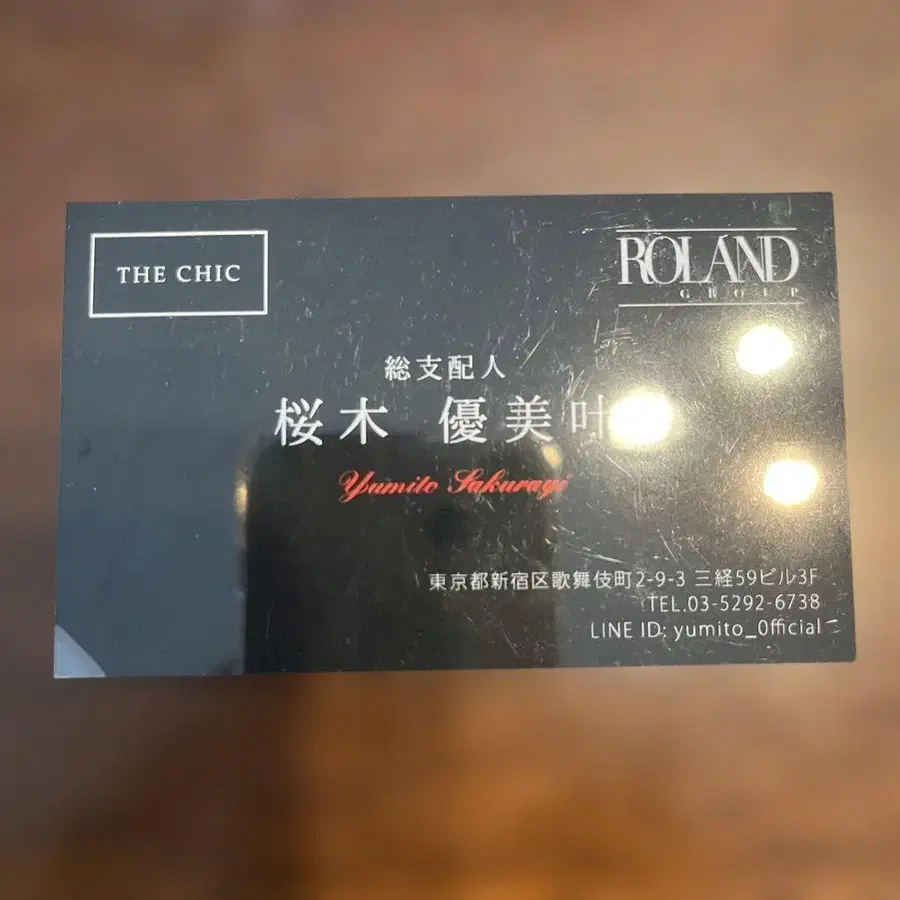 THE CHIC
ROLAND
GROUP
総支配人
桜木 優美叶
Yumito Sakuragi
東京都新宿区歌舞伎町2-9-3 三経59ビル3F
TEL.03-5292-6738
LINE ID: yumito_0fficial